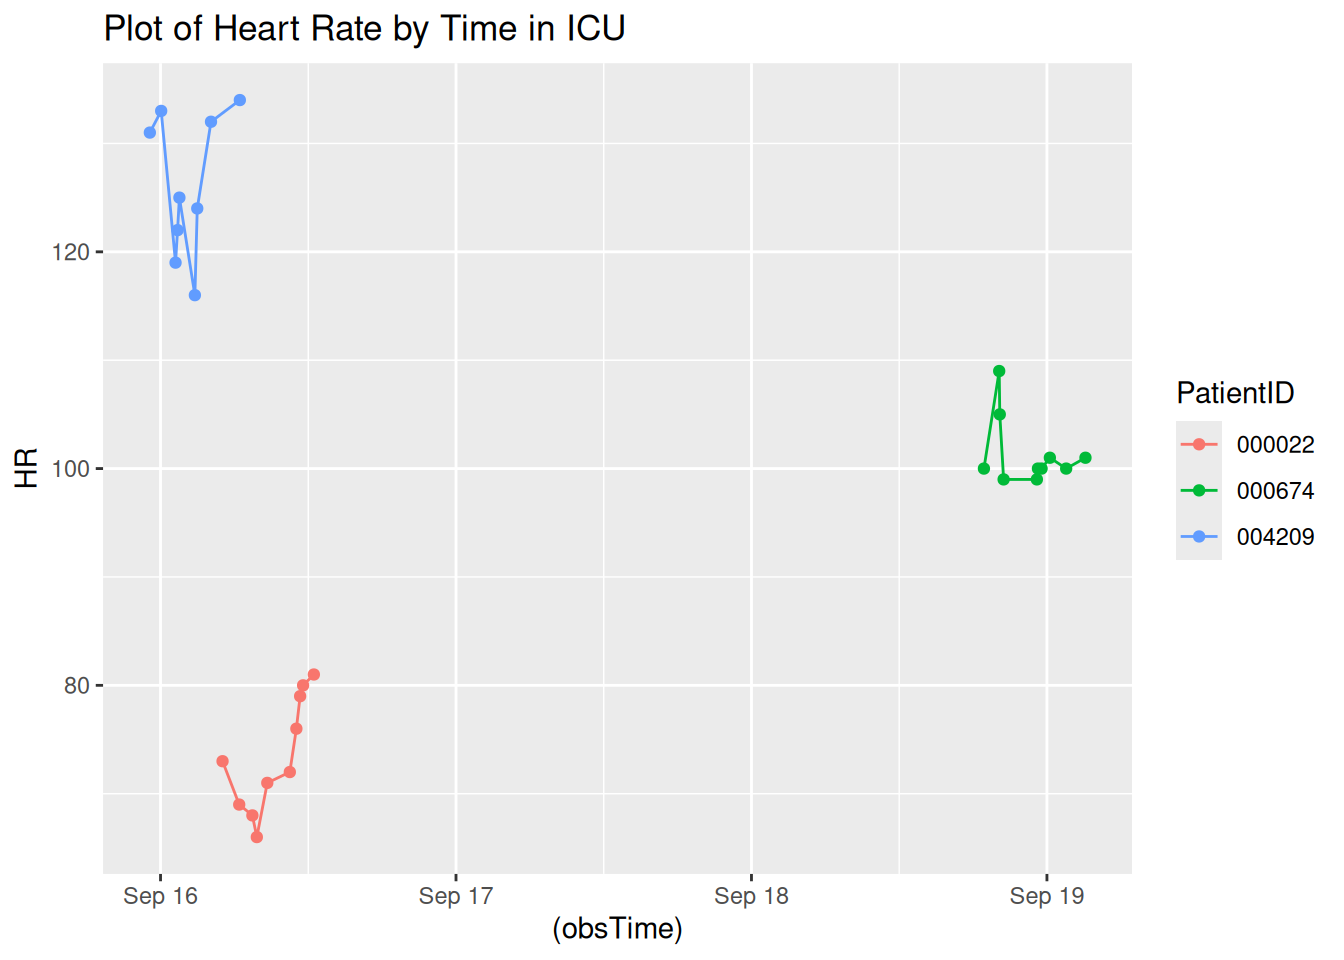 Plot of Heart Rate by Time in ICU
HR
120
100
80
Sep 16 Sep 17 Sep 18 Sep 19
(obsTime)
PatientID
000022
000674
004209